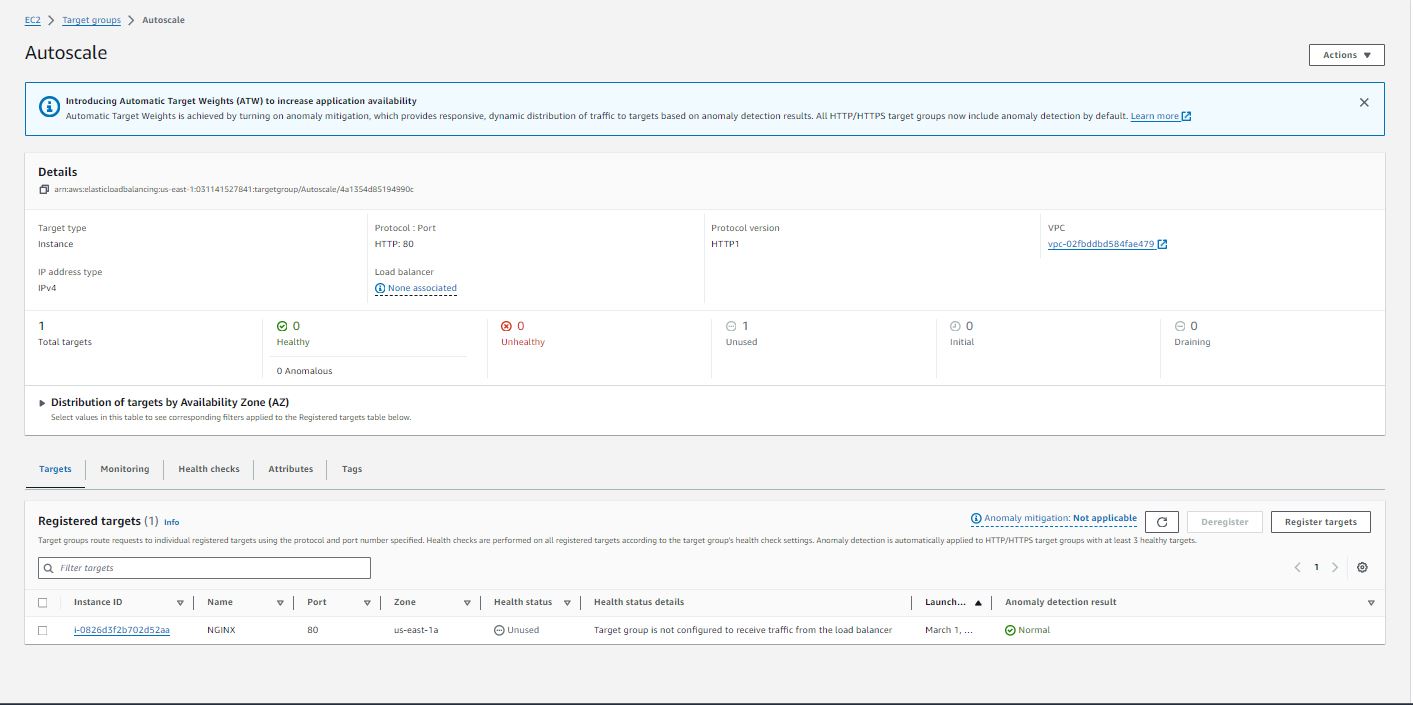 EC2 > Target groups > Autoscale
Autoscale
Actions
Introducing Automatic Target Weights (ATW) to increase application availability
Automatic Target Weights is achieved by turning on anomaly mitigation, which provides responsive, dynamic distribution of traffic to targets based on anomaly detection results. All HTTP/HTTPS target groups now include anomaly detection by default. Learn more
Details
arn:aws:elasticloadbalancing:us-east-1:031141527841:targetgroup/Autoscale/4a1354d85194990c
Target type
Instance
Protocol : Port
HTTP: 80
Protocol version
HTTP1
VPC
vpc-02fbddbd584fae479
IP address type
IPv4
Load balancer
None associated
1
Total targets
0
Healthy
0 Anomalous
0
Unhealthy
1
Unused
0
Initial
0
Draining
Distribution of targets by Availability Zone (AZ)
Select values in this table to see corresponding filters applied to the Registered targets table below.
Targets Monitoring Health checks Attributes Tags
Registered targets (1) Info
Anomaly mitigation: Not applicable
Deregister
Register targets
Target groups route requests to individual registered targets using the protocol and port number specified. Health checks are performed on all registered targets according to the target group's health check settings. Anomaly detection is automatically applied to HTTP/HTTPS target groups with at least 3 healthy targets.
Filter targets
1
Instance ID Name Port Zone Health status Health status details Launch... Anomaly detection result
i-0826d3f2b702d52aa NGINX 80 us-east-1a Unused Target group is not configured to receive traffic from the load balancer March 1, ... Normal